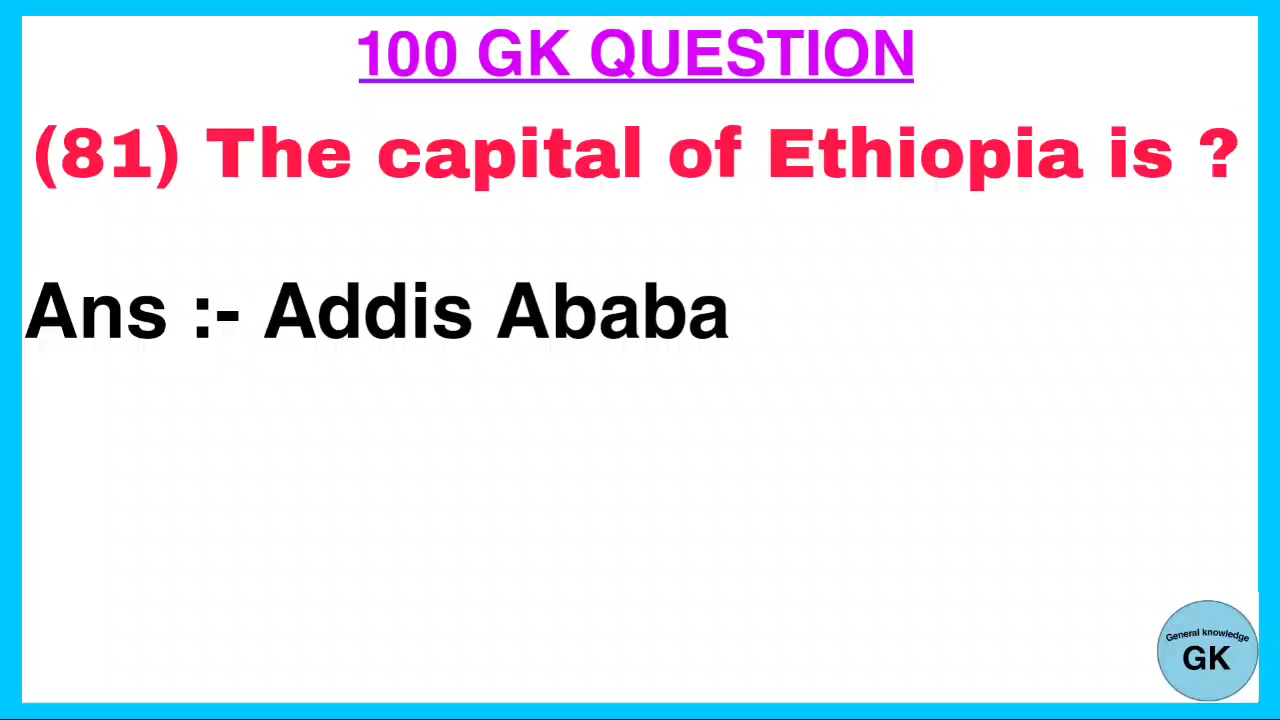 100 GK QUESTION
(81) The capital of Ethiopia is ?
Ans :- Addis Ababa
General knowledge
GK